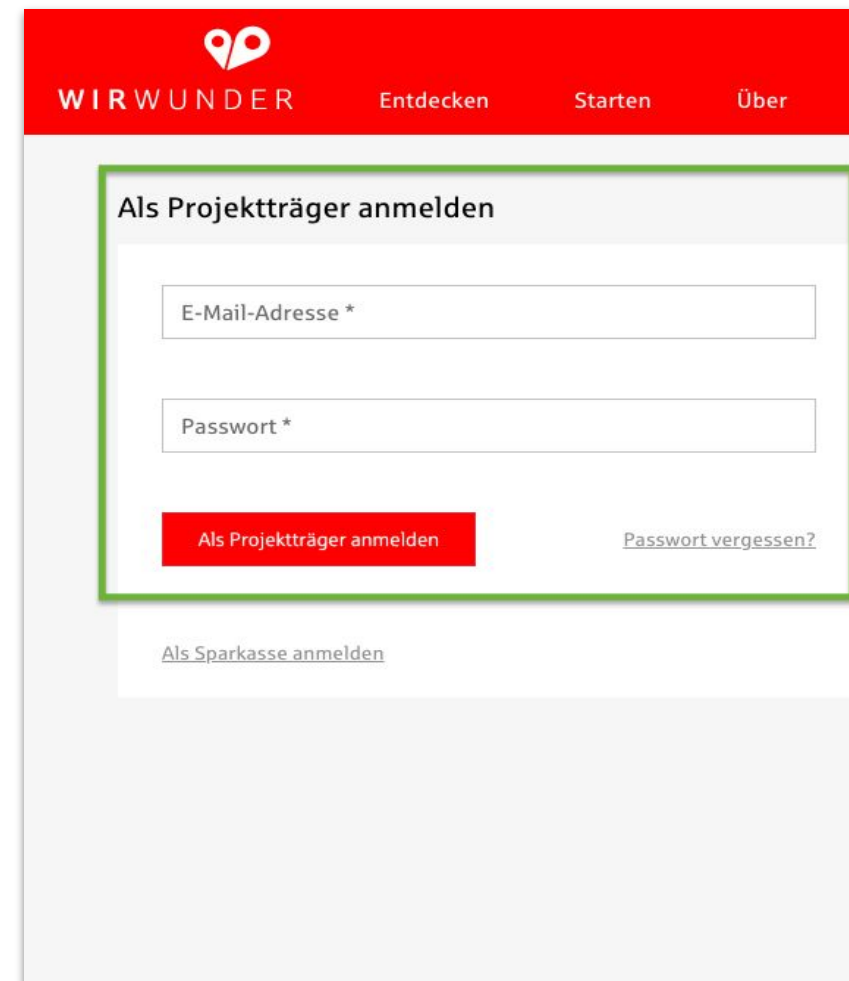 WIRWUNDER
Entdecken
Starten
Über
Als Projektträger anmelden
E-Mail-Adresse *
Passwort *
Als Projektträger anmelden
Passwort vergessen?
Als Sparkasse anmelden